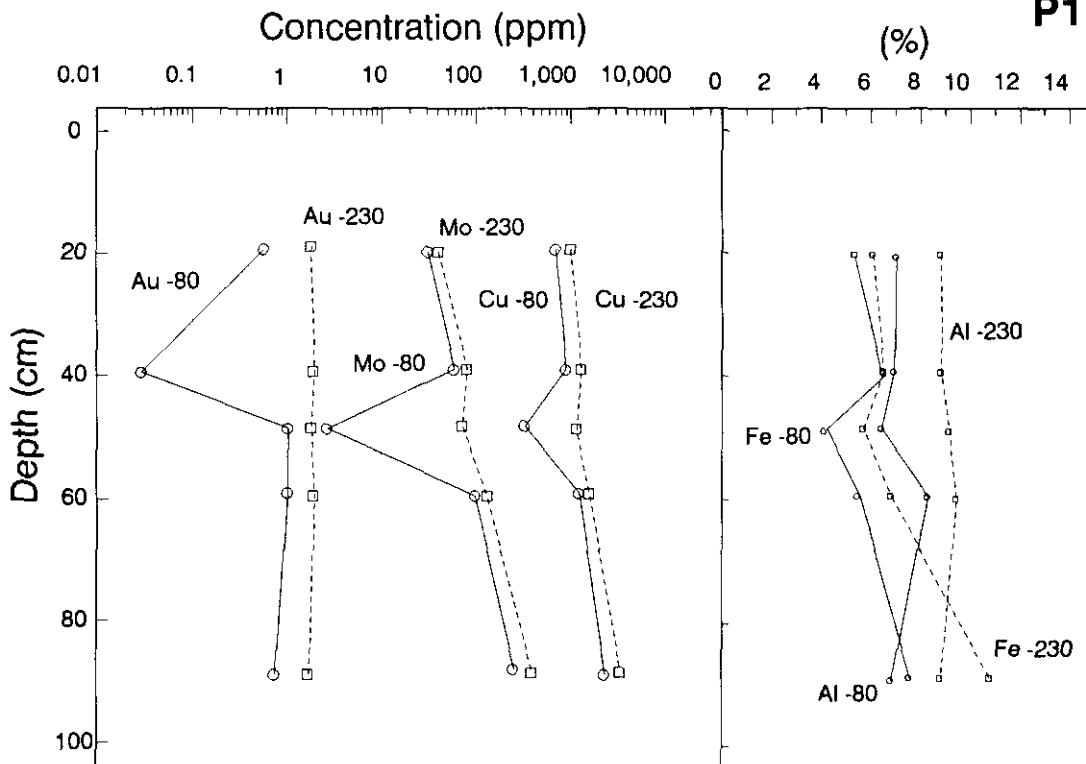 P1
Concentration (ppm)
(%)
0.01 0.1 1 10 100 1,000 10,000
0 2 4 6 8 10 12 14
0
Au -230
Mo -230
20
Au -80
Cu -80
Cu -230
Al -230
Mo -80
40
Fe -80
Depth (cm)
60
80
Fe -230
Al -80
100